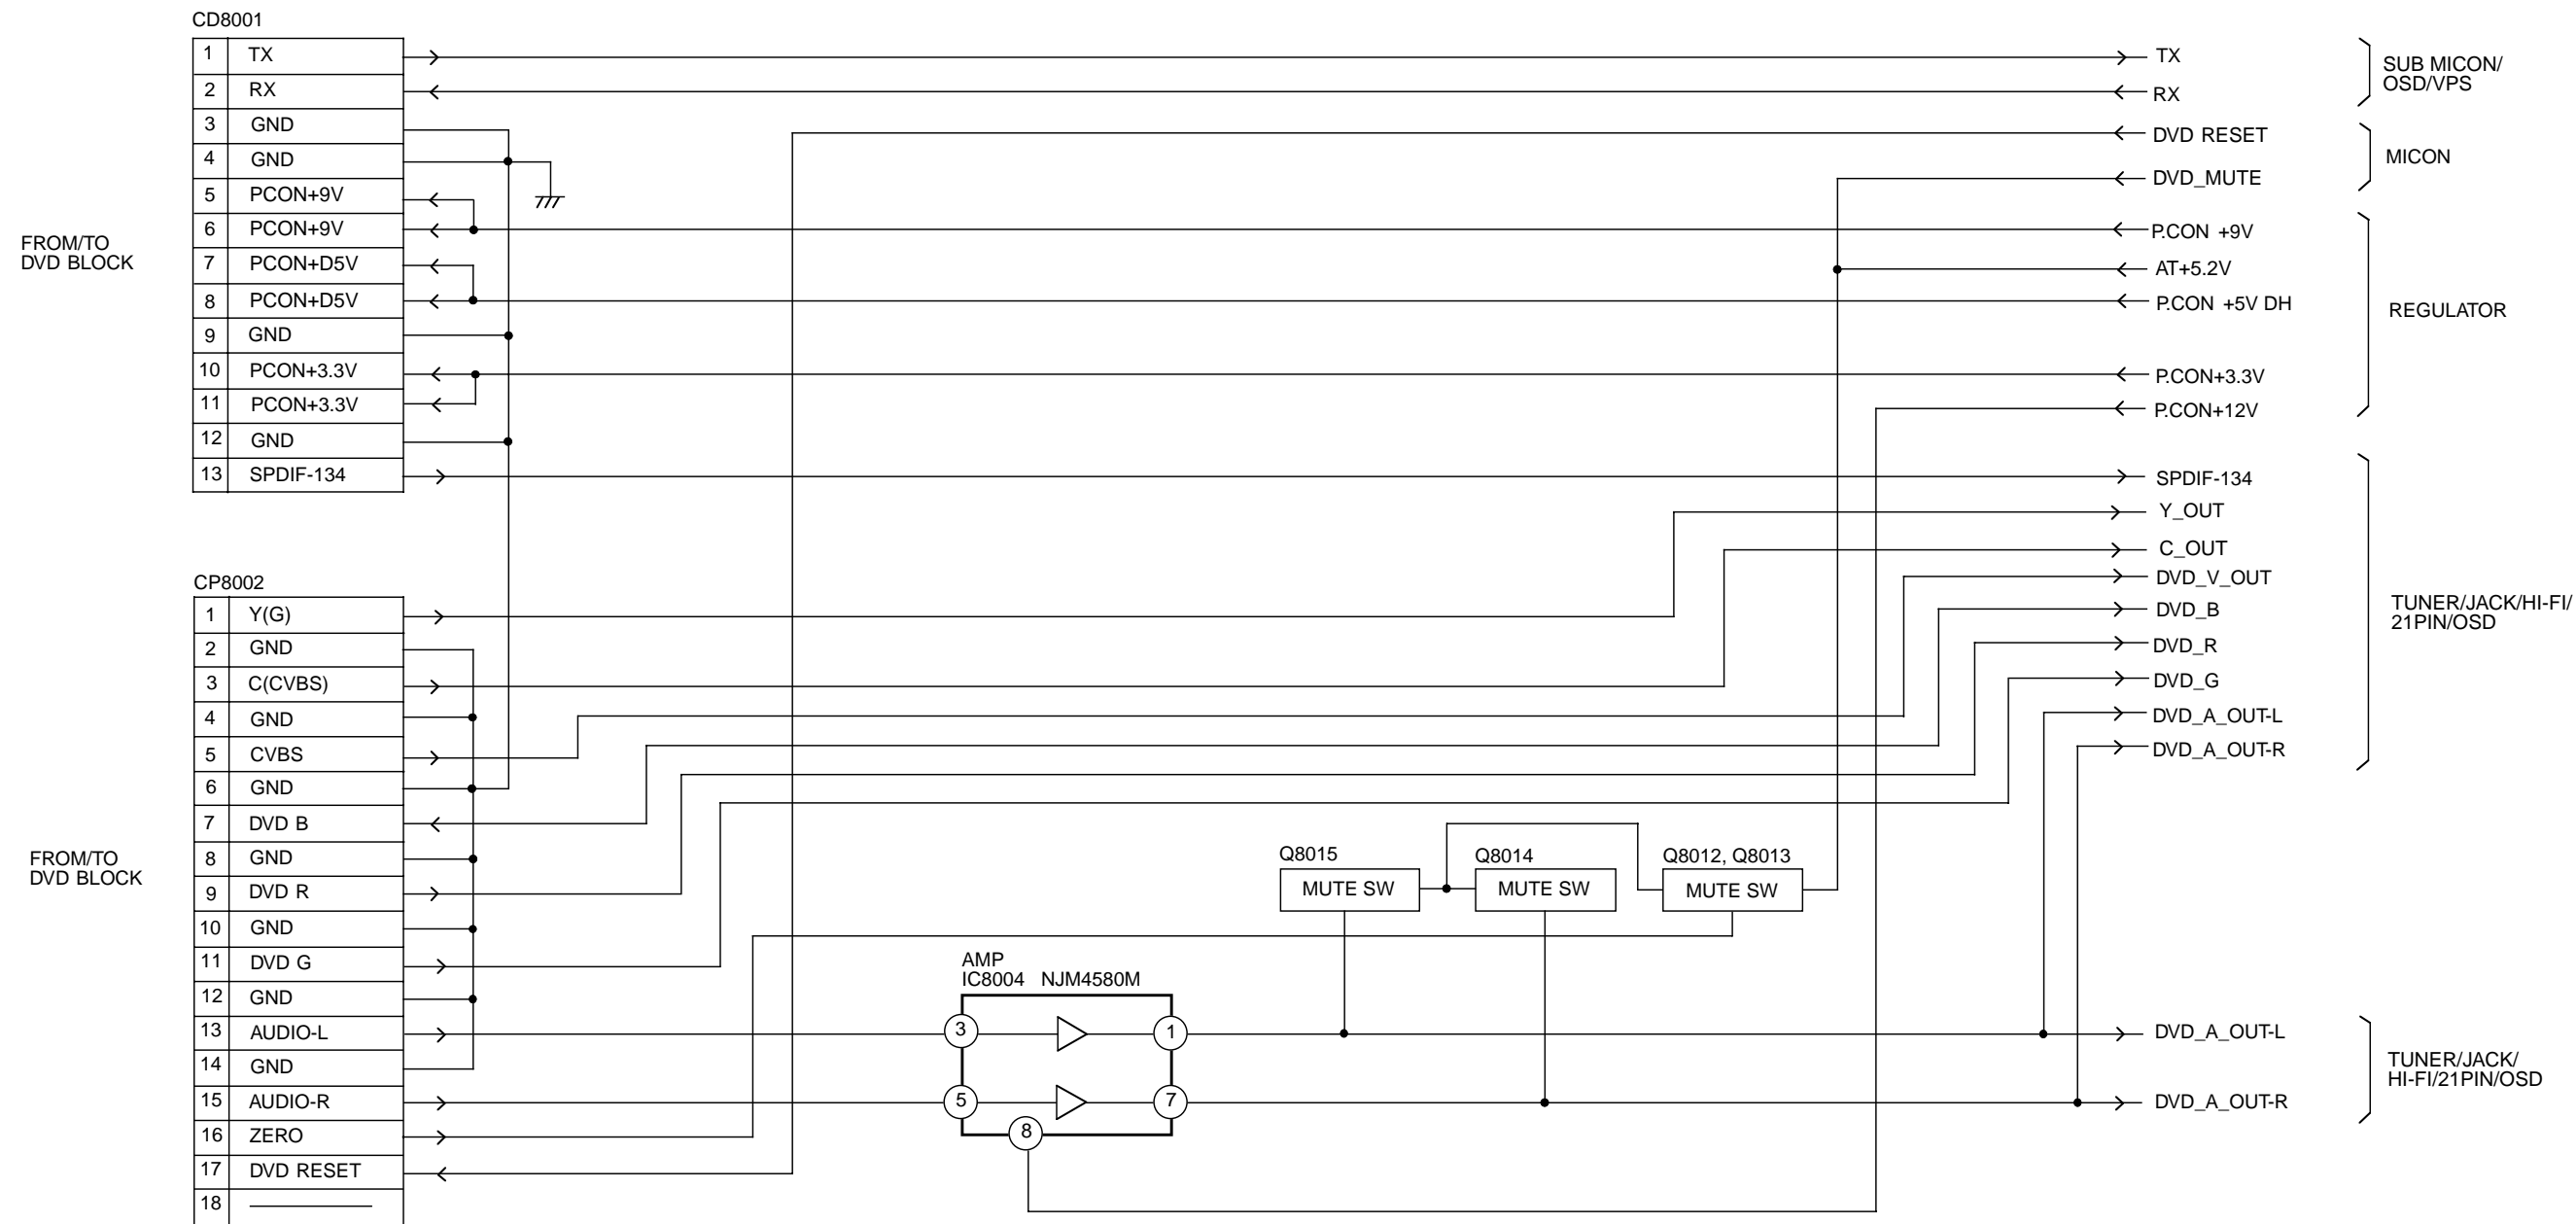 CD8001
1 TX
2 RX
3 GND
4 GND
5 PCON+9V
6 PCON+9V
7 PCON+D5V
8 PCON+D5V
9 GND
10 PCON+3.3V
11 PCON+3.3V
12 GND
13 SPDIF-134
FROM/TO
DVD BLOCK
CP8002
1 Y(G)
2 GND
3 C(CVBS)
4 GND
5 CVBS
6 GND
7 DVD B
8 GND
9 DVD R
10 GND
11 DVD G
12 GND
13 AUDIO-L
14 GND
15 AUDIO-R
16 ZERO
17 DVD RESET
18
FROM/TO
DVD BLOCK
Q8015
MUTE SW
Q8014
MUTE SW
Q8012, Q8013
MUTE SW
AMP
IC8004 NJM4580M
3
1
5
7
8
TX
RX
SUB MICON/
OSD/VPS
DVD RESET
DVD_MUTE
MICON
P.CON +9V
AT+5.2V
P.CON +5V DH
P.CON+3.3V
P.CON+12V
REGULATOR
SPDIF-134
Y_OUT
C_OUT
DVD_V_OUT
DVD_B
DVD_R
DVD_G
DVD_A_OUT-L
DVD_A_OUT-R
TUNER/JACK/HI-FI/
21PIN/OSD
DVD_A_OUT-L
DVD_A_OUT-R
TUNER/JACK/
HI-FI/21PIN/OSD